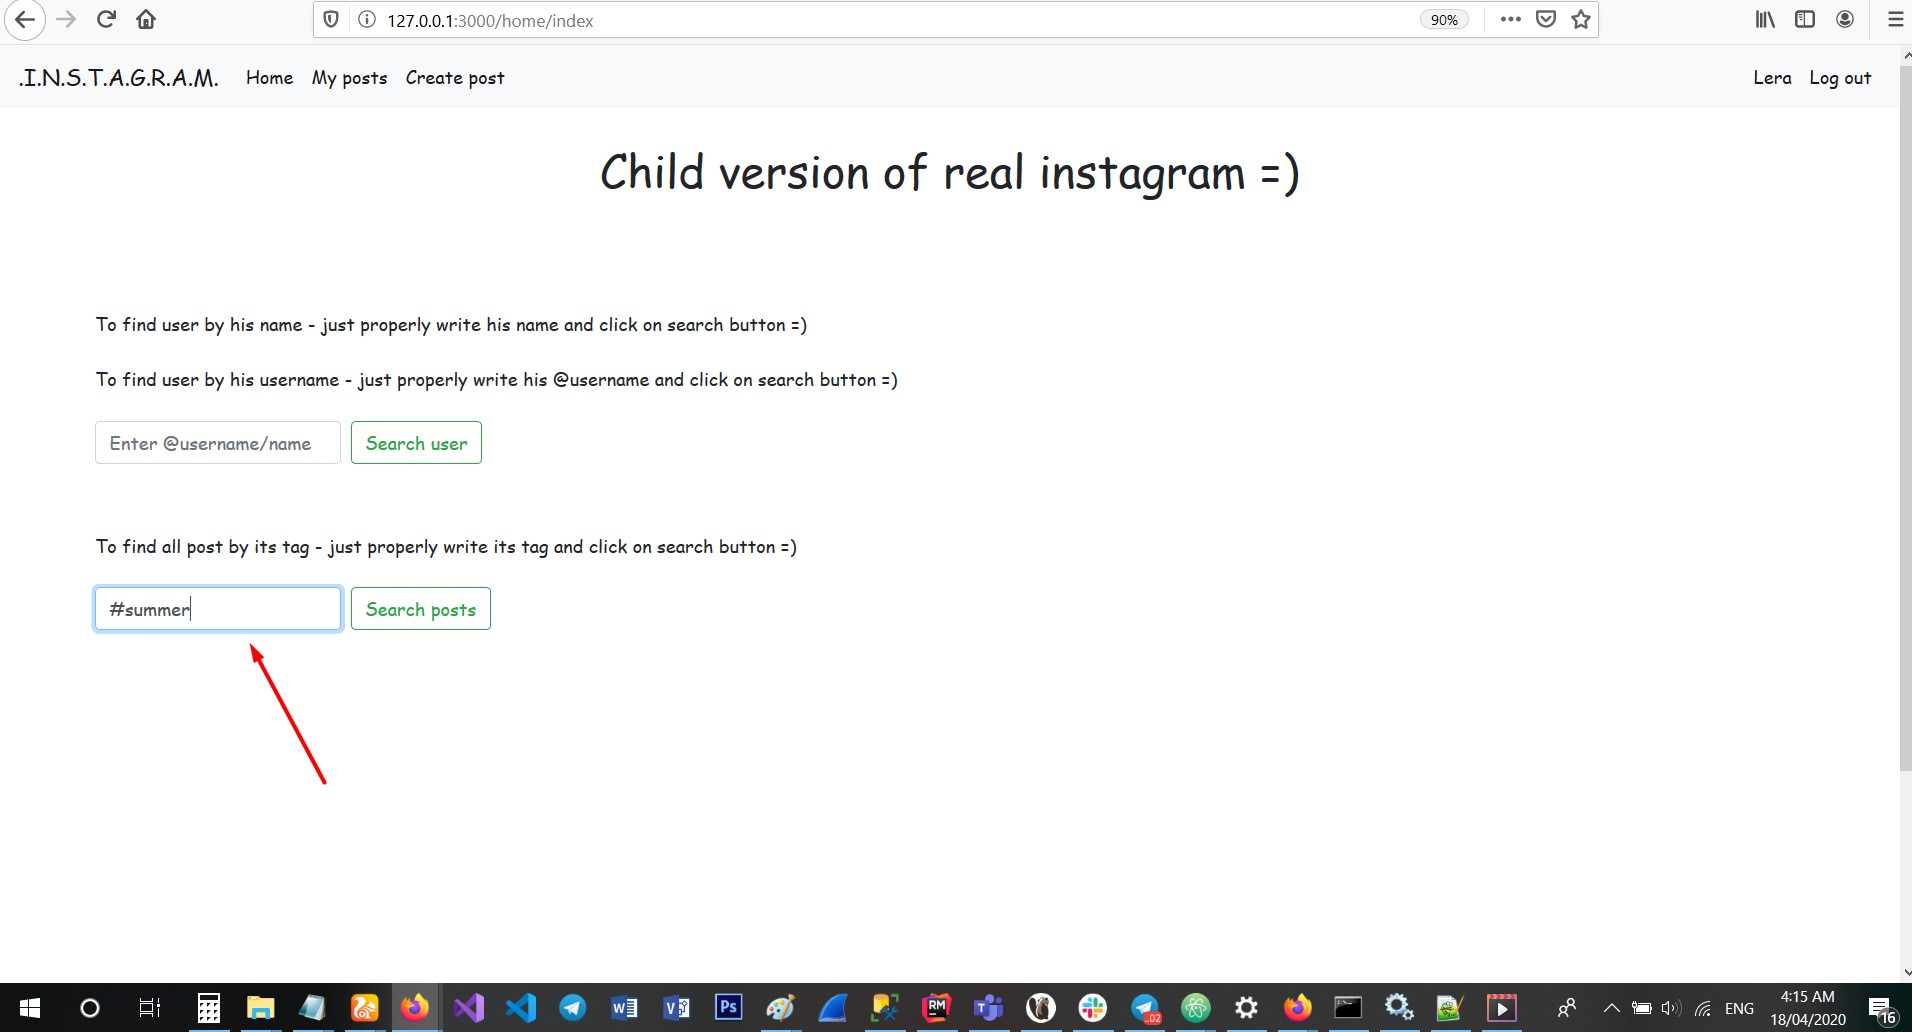 127.0.0.1:3000/home/index
90%
.I.N.S.T.A.G.R.A.M. Home My posts Create post Lera Log out
Child version of real instagram =)
To find user by his name - just properly write his name and click on search button =)
To find user by his username - just properly write his @username and click on search button =)
Enter @username/name Search user
To find all post by its tag - just properly write its tag and click on search button =)
#summer Search posts
Ps
RM
.02
ENG
4:15 AM
18/04/2020
16